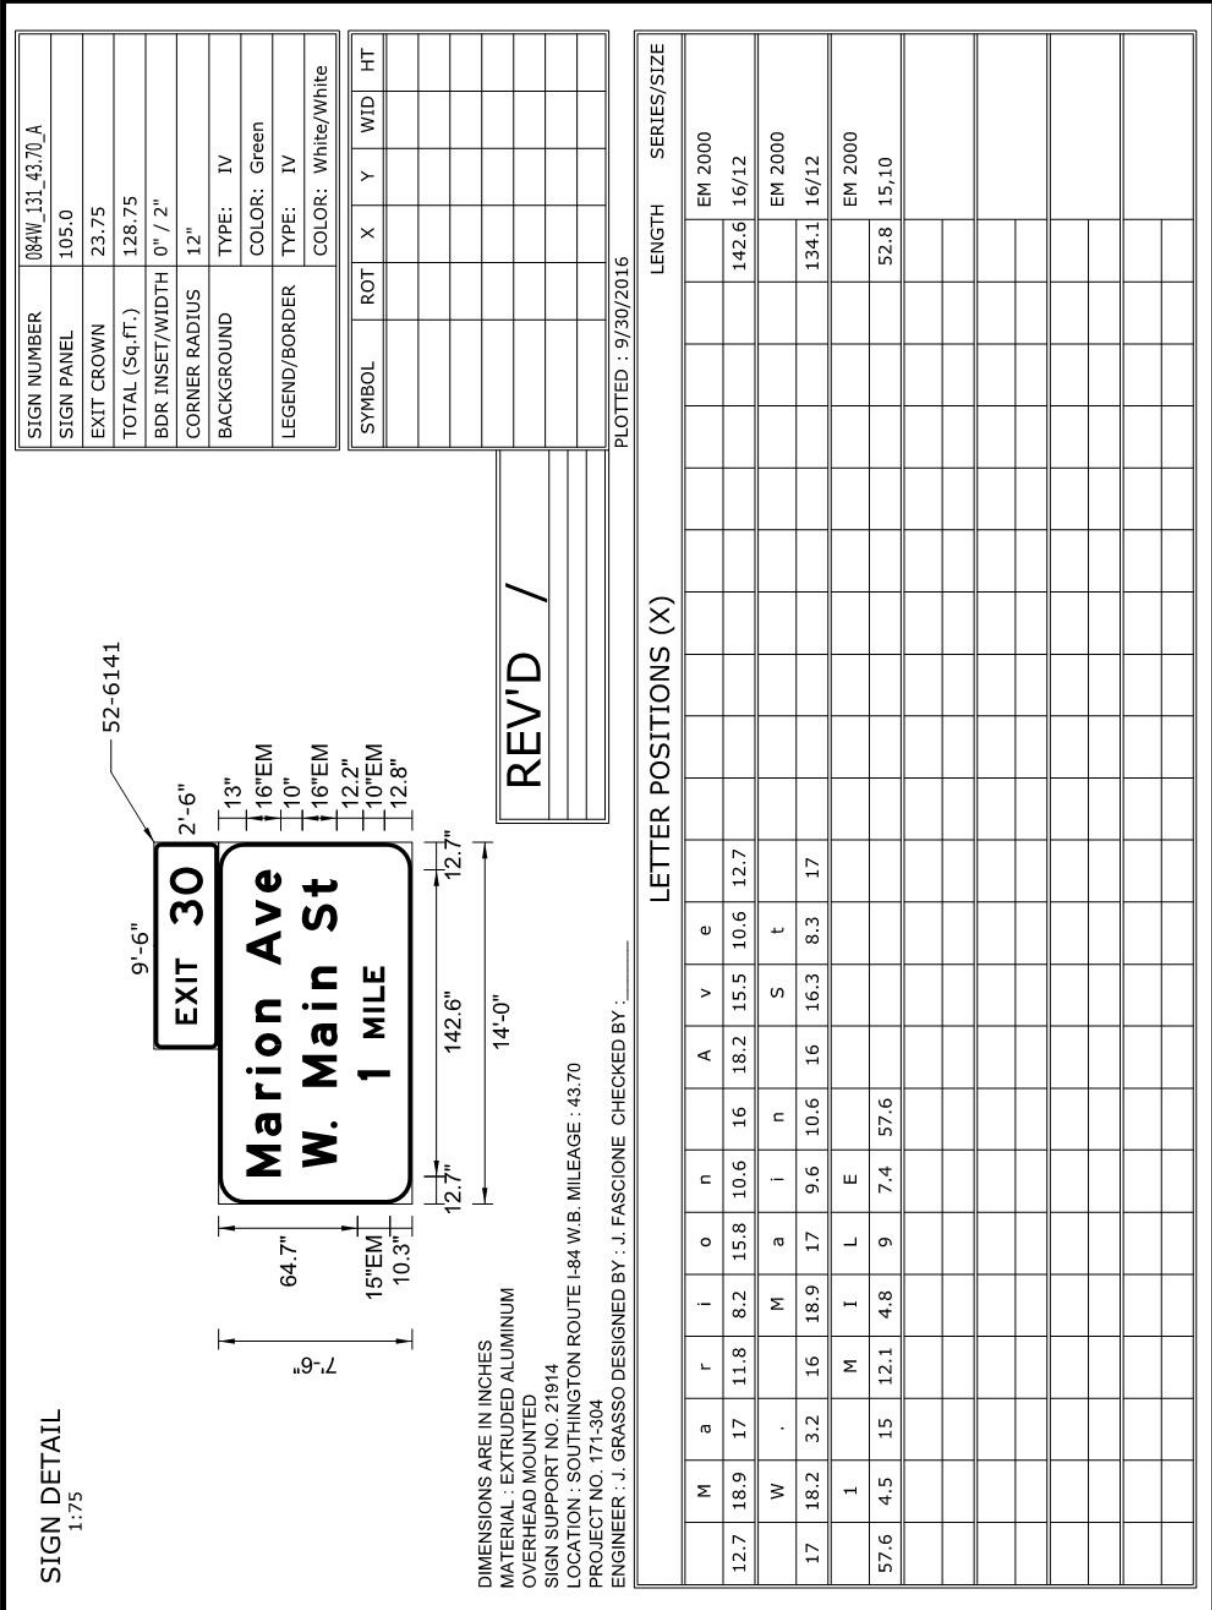 SIGN DETAIL
1:75
52-6141
9'-6"
2'-6"
EXIT 30
Marion Ave
W. Main St
1 MILE
13"
16"EM
10"
16"EM
12.2"
10"EM
12.8"
64.7"
15"EM
10.3"
7'-6"
12.7" 142.6" 12.7"
14'-0"
SIGN NUMBER 084W_131_43.70_A
SIGN PANEL 105.0
EXIT CROWN 23.75
TOTAL (Sq.fT.) 128.75
BDR INSET/WIDTH 0" / 2"
CORNER RADIUS 12"
BACKGROUND TYPE: IV
COLOR: Green
LEGEND/BORDER TYPE: IV
COLOR: White/White
SYMBOL ROT X Y WID HT
REV'D /
DIMENSIONS ARE IN INCHES
MATERIAL : EXTRUDED ALUMINUM
OVERHEAD MOUNTED
SIGN SUPPORT NO. 21914
LOCATION : SOUTHINGTON ROUTE I-84 W.B. MILEAGE : 43.70
PROJECT NO. 171-304
ENGINEER : J. GRASSO DESIGNED BY : J. FASCIONE CHECKED BY :
PLOTTED : 9/30/2016
LETTER POSITIONS (X) LENGTH SERIES/SIZE
M a r i o n A v e EM 2000
12.7 18.9 17 11.8 8.2 15.8 10.6 16 18.2 15.5 10.6 12.7 142.6 16/12
W . M a i n S t EM 2000
17 18.2 3.2 16 18.9 17 9.6 10.6 16 16.3 8.3 17 134.1 16/12
1 M I L E EM 2000
57.6 4.5 15 12.1 4.8 9 7.4 57.6 52.8 15,10